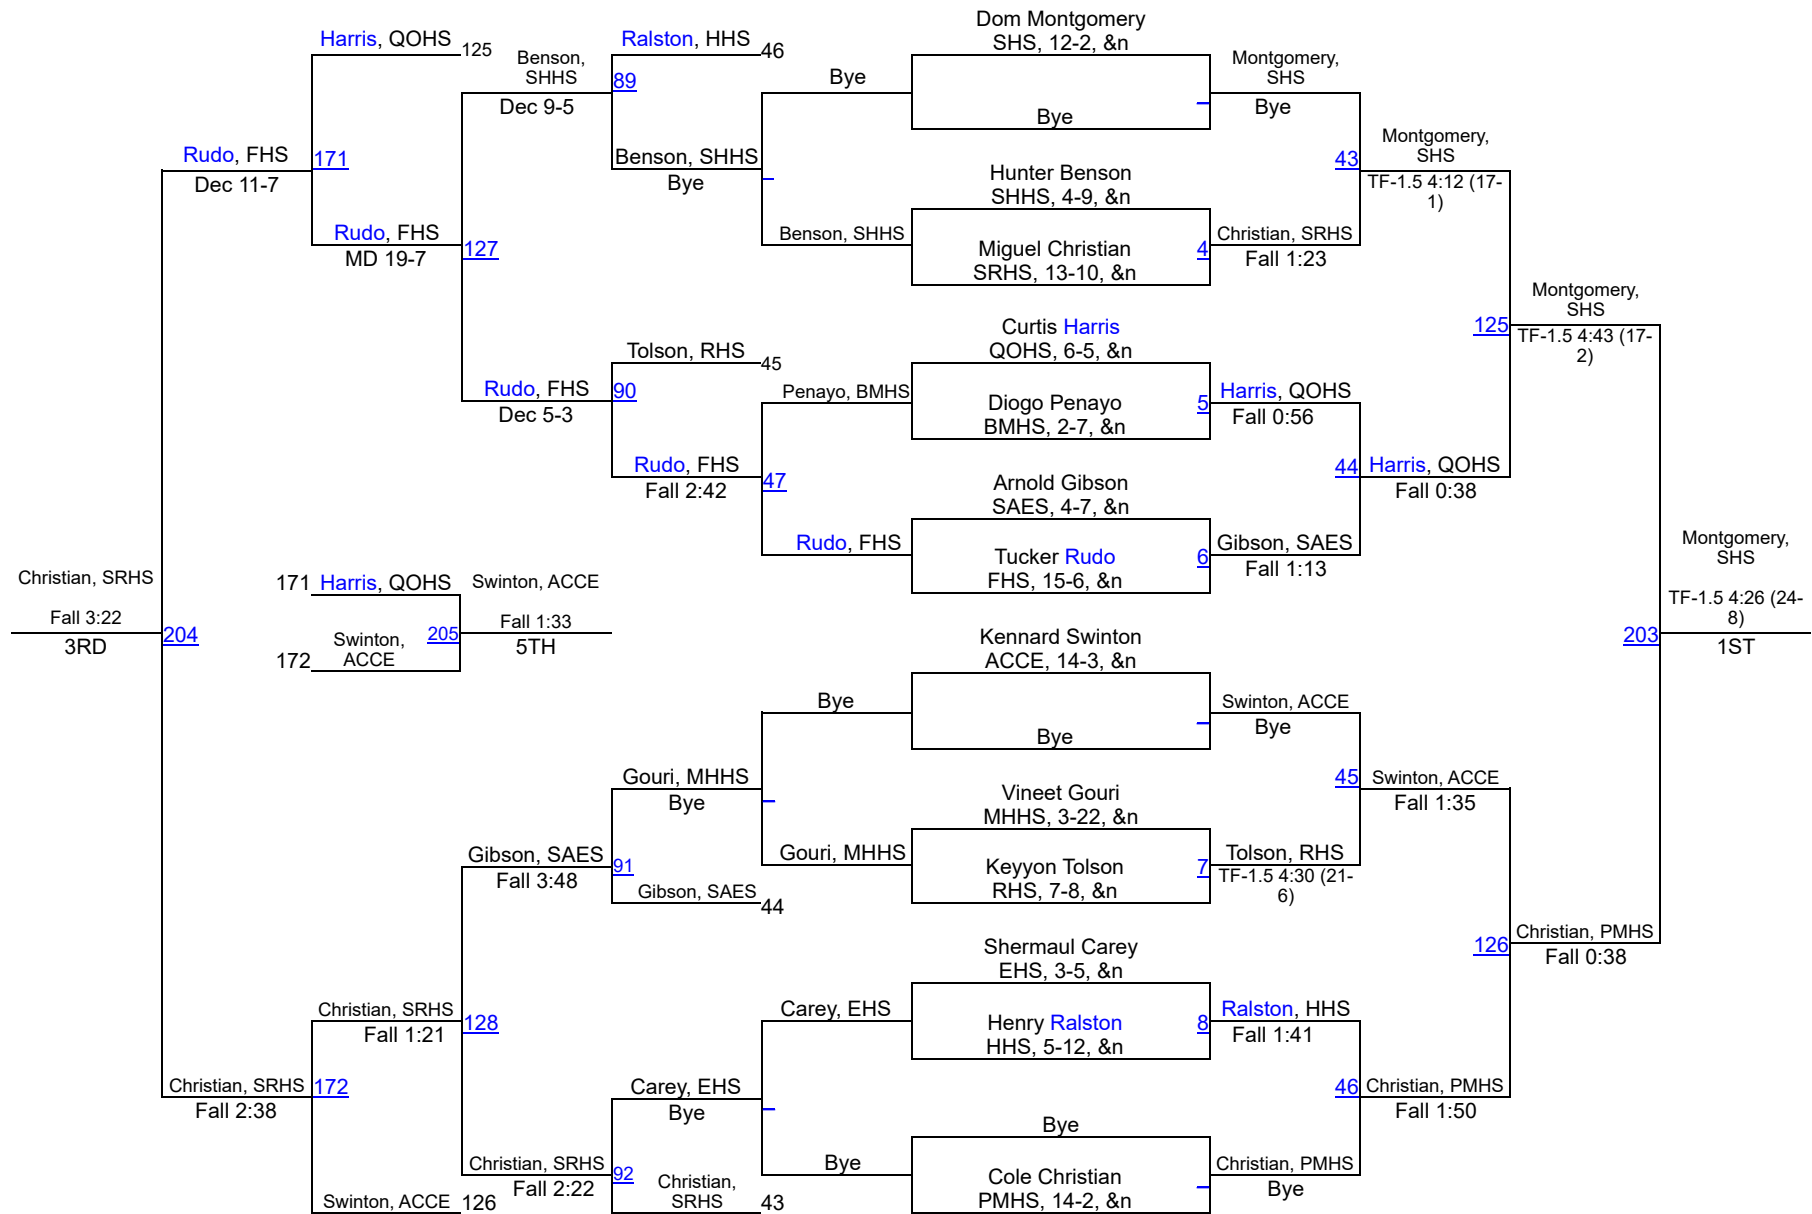 Dom Montgomery
SHS, 12-2, &n
Bye
Hunter Benson
SHHS, 4-9, &n
Miguel Christian
SRHS, 13-10, &n
4
Curtis Harris
QOHS, 6-5, &n
Diogo Penayo
BMHS, 2-7, &n
5
Arnold Gibson
SAES, 4-7, &n
Tucker Rudo
FHS, 15-6, &n
6
Kennard Swinton
ACCE, 14-3, &n
Bye
Vineet Gouri
MHHS, 3-22, &n
Keyyon Tolson
RHS, 7-8, &n
7
Shermaul Carey
EHS, 3-5, &n
Henry Ralston
HHS, 5-12, &n
8
Bye
Cole Christian
PMHS, 14-2, &n
Montgomery,
SHS
Bye
43
Christian, SRHS
Fall 1:23
Harris, QOHS
Fall 0:56
44
Gibson, SAES
Fall 1:13
Swinton, ACCE
Bye
45
Tolson, RHS
TF-1.5 4:30 (21-
6)
Ralston, HHS
Fall 1:41
46
Christian, PMHS
Bye
Montgomery,
SHS
TF-1.5 4:12 (17-
1)
125
Harris, QOHS
Fall 0:38
Swinton, ACCE
Fall 1:35
126
Christian, PMHS
Fall 1:50
Montgomery,
SHS
TF-1.5 4:43 (17-
2)
203
Christian, PMHS
Fall 0:38
Montgomery,
SHS
TF-1.5 4:26 (24-
8)
1ST
Bye
Benson, SHHS
Penayo, BMHS
47
Rudo, FHS
Bye
Gouri, MHHS
Carey, EHS
Bye
Ralston, HHS
46
89
Benson, SHHS
Bye
Tolson, RHS
45
90
Rudo, FHS
Fall 2:42
Gouri, MHHS
Bye
91
Gibson, SAES
44
Carey, EHS
Bye
92
Christian,
SRHS
43
Benson,
SHHS
Dec 9-5
127
Rudo, FHS
Dec 5-3
Gibson, SAES
Fall 3:48
128
Christian, SRHS
Fall 2:22
Harris, QOHS
125
171
Rudo, FHS
MD 19-7
171
Harris, QOHS
172
Swinton,
ACCE
205
Swinton, ACCE
Fall 1:33
5TH
Christian, SRHS
Fall 1:21
172
Swinton, ACCE
126
Rudo, FHS
Dec 11-7
204
Christian, SRHS
Fall 2:38
Christian, SRHS
Fall 3:22
3RD